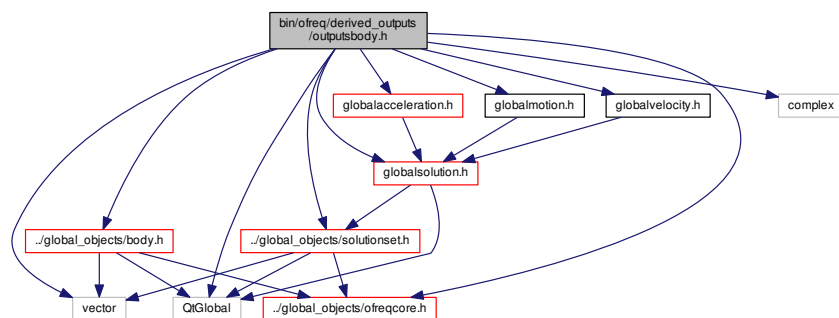 bin/ofreq/derived_outputs
/outputsbody.h
globalacceleration.h
globalmotion.h
globalvelocity.h
complex
globalsolution.h
../global_objects/body.h
../global_objects/solutionset.h
vector
QtGlobal
../global_objects/ofreqcore.h